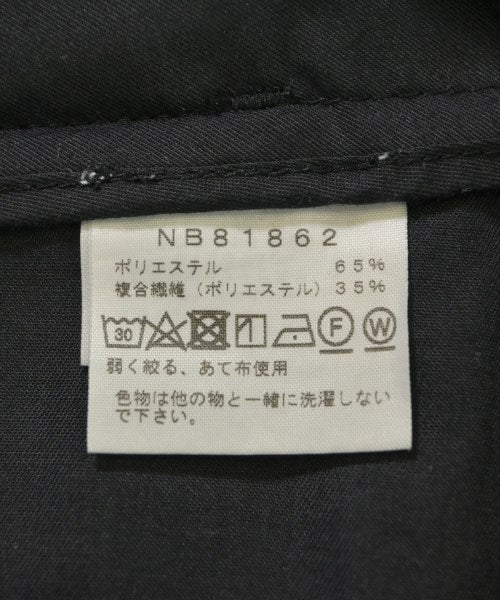 NB81862
ポリエステル 65%
複合繊維(ポリエステル) 35%
30 F W
弱く絞る、あて布使用
色物は他の物と一緒に洗濯しない
で下さい。